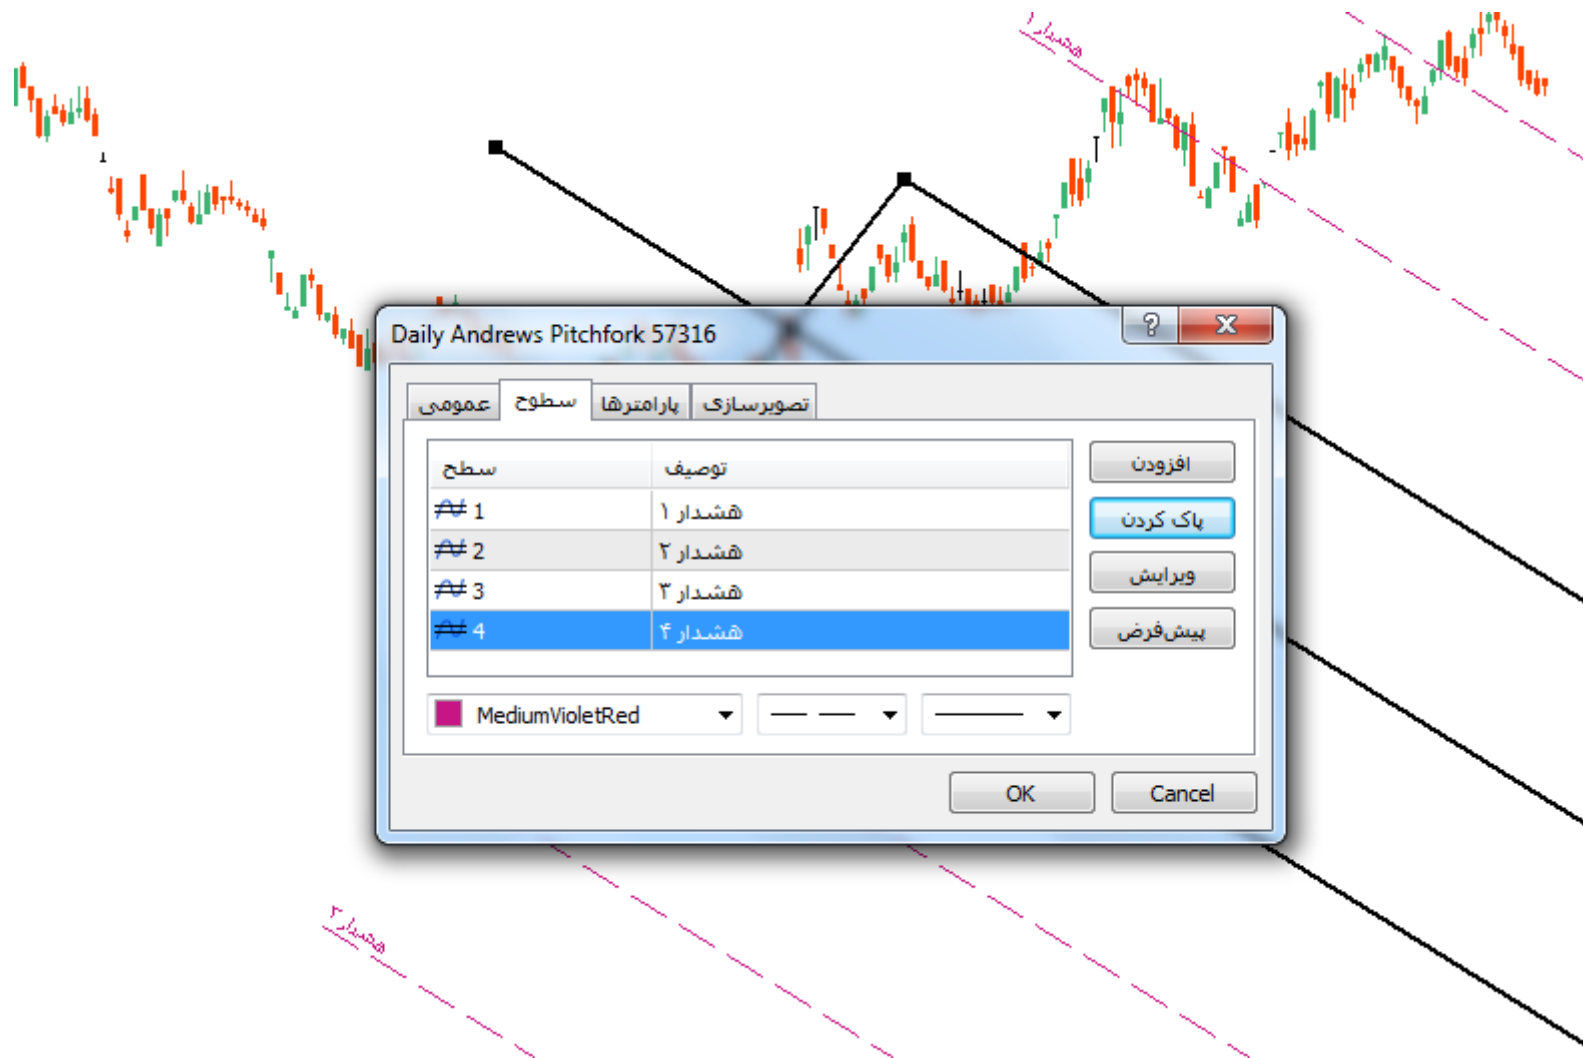 هشدار ۱
Daily Andrews Pitchfork 57316
عمومی سطوح پارامترها تصویرسازی
سطح توصیف
1 هشدار ۱
2 هشدار ۲
3 هشدار ۳
4 هشدار ۴
افزودن
پاک کردن
ویرایش
پیش‌فرض
MediumVioletRed
OK Cancel
هشدار ۲